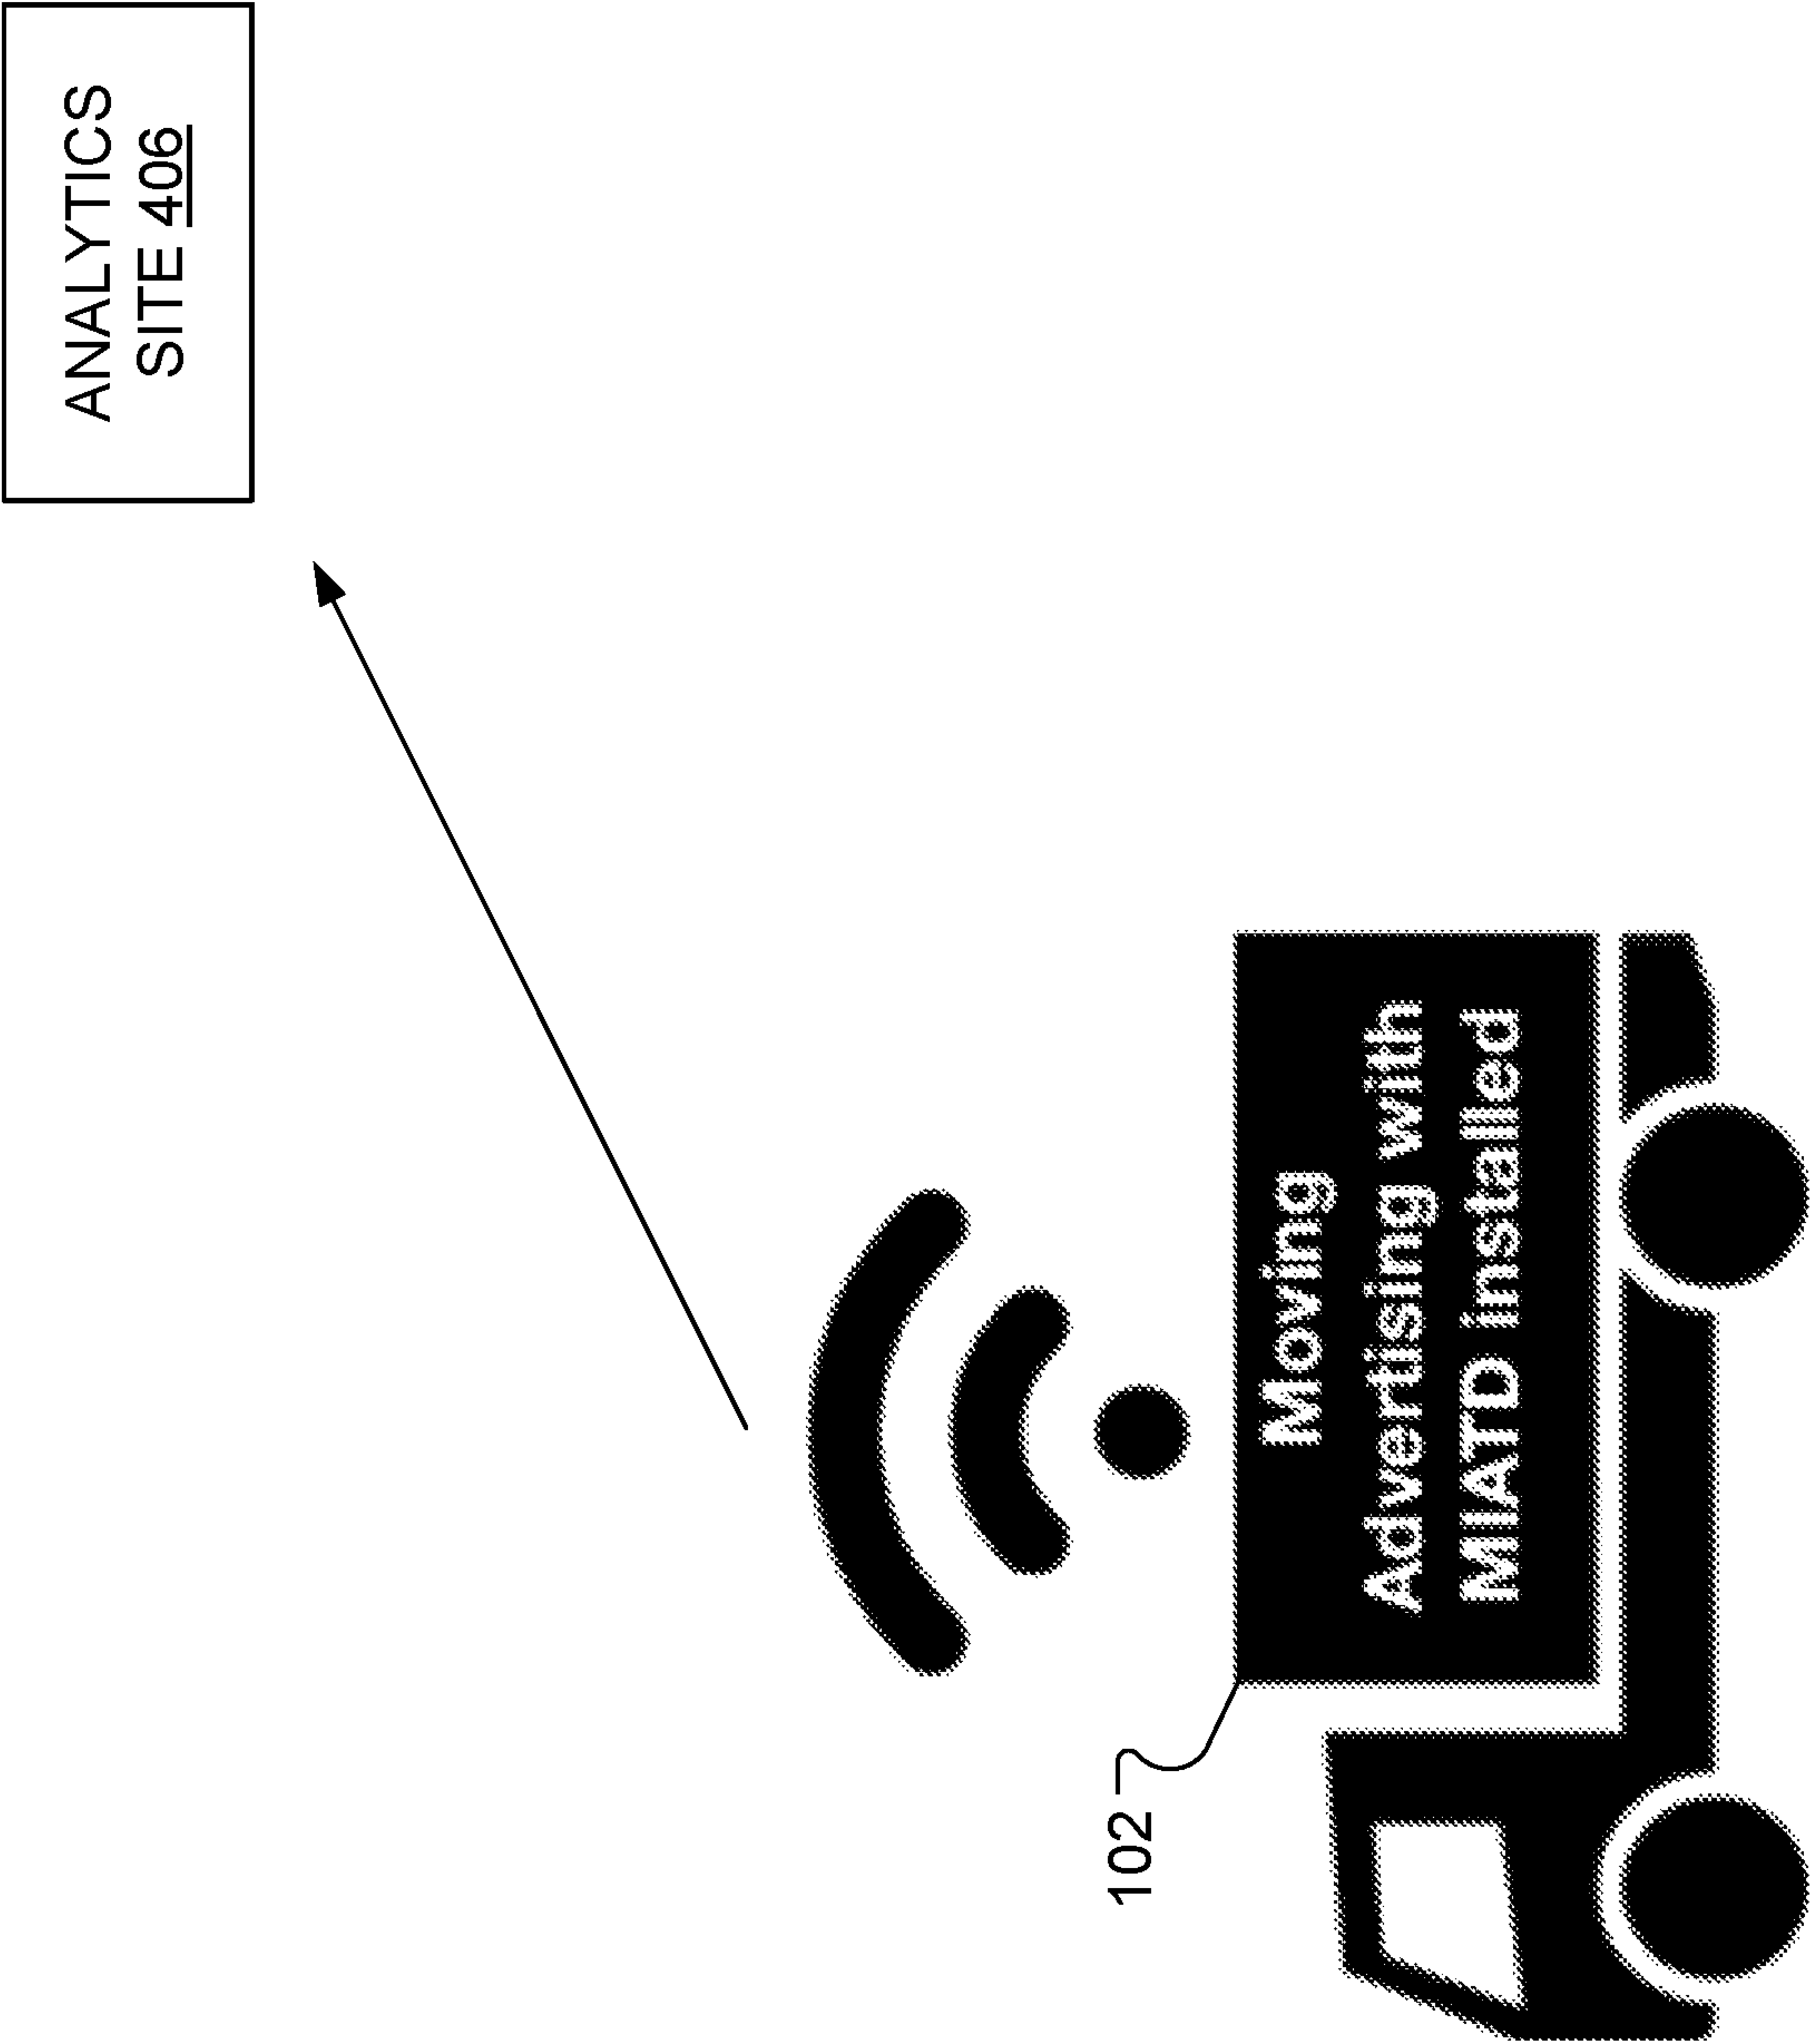 ANALYTICS
SITE 406
102
Moving
Advertising with
MIATD installed